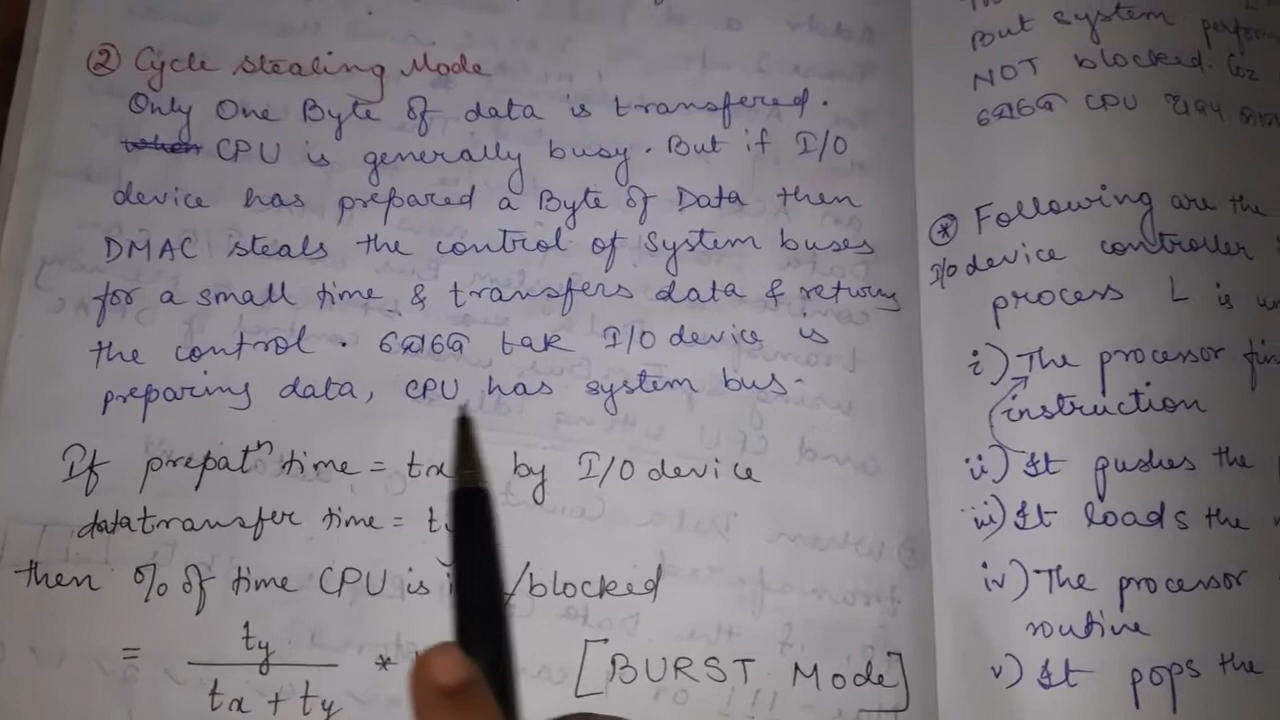 ② Cycle Stealing Mode
Only One Byte of data is transfered.
CPU is generally busy. But if I/O
device has prepared a Byte of Data then
DMAC steals the control of System buses
for a small time & transfers data & returns
the control. tak I/O device is
preparing data, CPU has system bus.
If prepatⁿ time = tx by I/O device
data transfer time =
then % of time CPU is /blocked
= ty / tx + ty *
[BURST Mode]
But system
NOT blocked. Coz
CPU
⊛ Following are the
I/O device controller
process L is
i) The processor
instruction
ii) It pushes the
iii) It loads the
iv) The processor
routine
v) It pops the